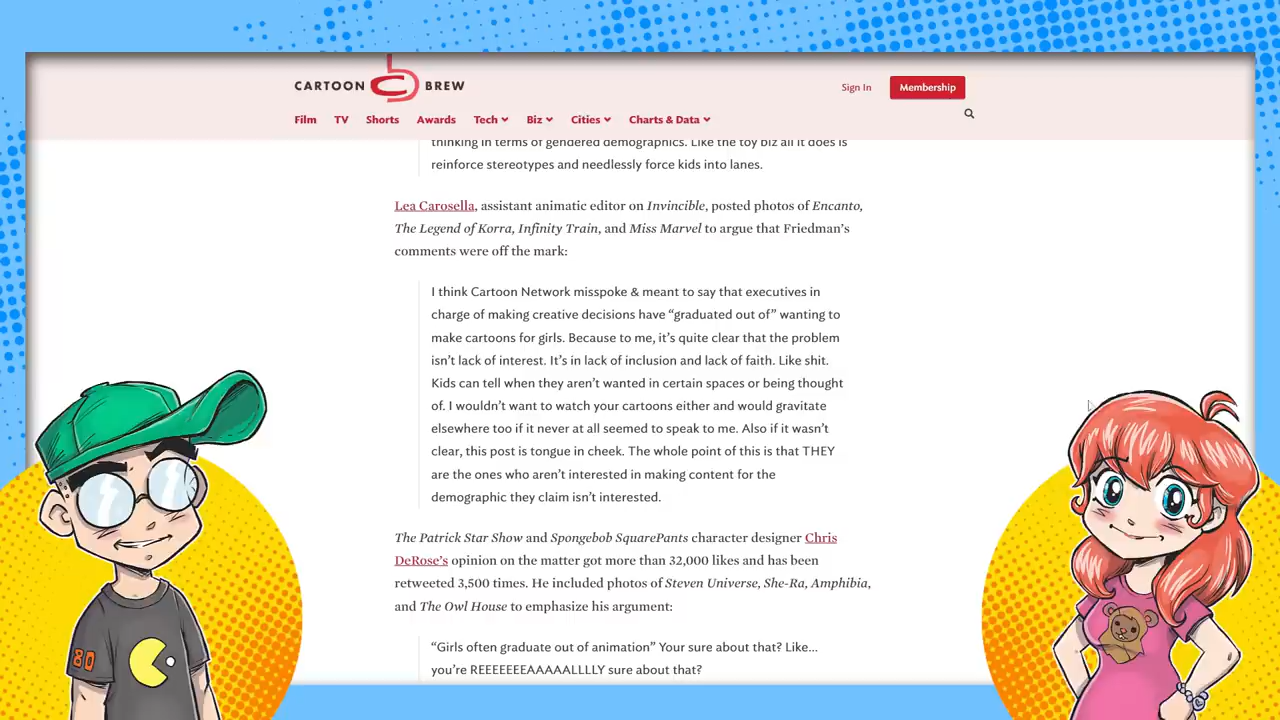 CARTOON BREW
Sign In
Membership
Film TV Shorts Awards Tech Biz Cities Charts & Data
thinking in terms of gendered demographics. Like the toy biz all it does is
reinforce stereotypes and needlessly force kids into lanes.
Lea Carosella, assistant animatic editor on Invincible, posted photos of Encanto,
The Legend of Korra, Infinity Train, and Miss Marvel to argue that Friedman’s
comments were off the mark:
I think Cartoon Network misspoke & meant to say that executives in
charge of making creative decisions have “graduated out of” wanting to
make cartoons for girls. Because to me, it’s quite clear that the problem
isn’t lack of interest. It’s in lack of inclusion and lack of faith. Like shit.
Kids can tell when they aren’t wanted in certain spaces or being thought
of. I wouldn’t want to watch your cartoons either and would gravitate
elsewhere too if it never at all seemed to speak to me. Also if it wasn’t
clear, this post is tongue in cheek. The whole point of this is that THEY
are the ones who aren’t interested in making content for the
demographic they claim isn’t interested.
The Patrick Star Show and Spongebob SquarePants character designer Chris
DeRose’s opinion on the matter got more than 32,000 likes and has been
retweeted 3,500 times. He included photos of Steven Universe, She-Ra, Amphibia,
and The Owl House to emphasize his argument:
“Girls often graduate out of animation” Your sure about that? Like...
you’re REEEEEEAAAAALLLLY sure about that?
80